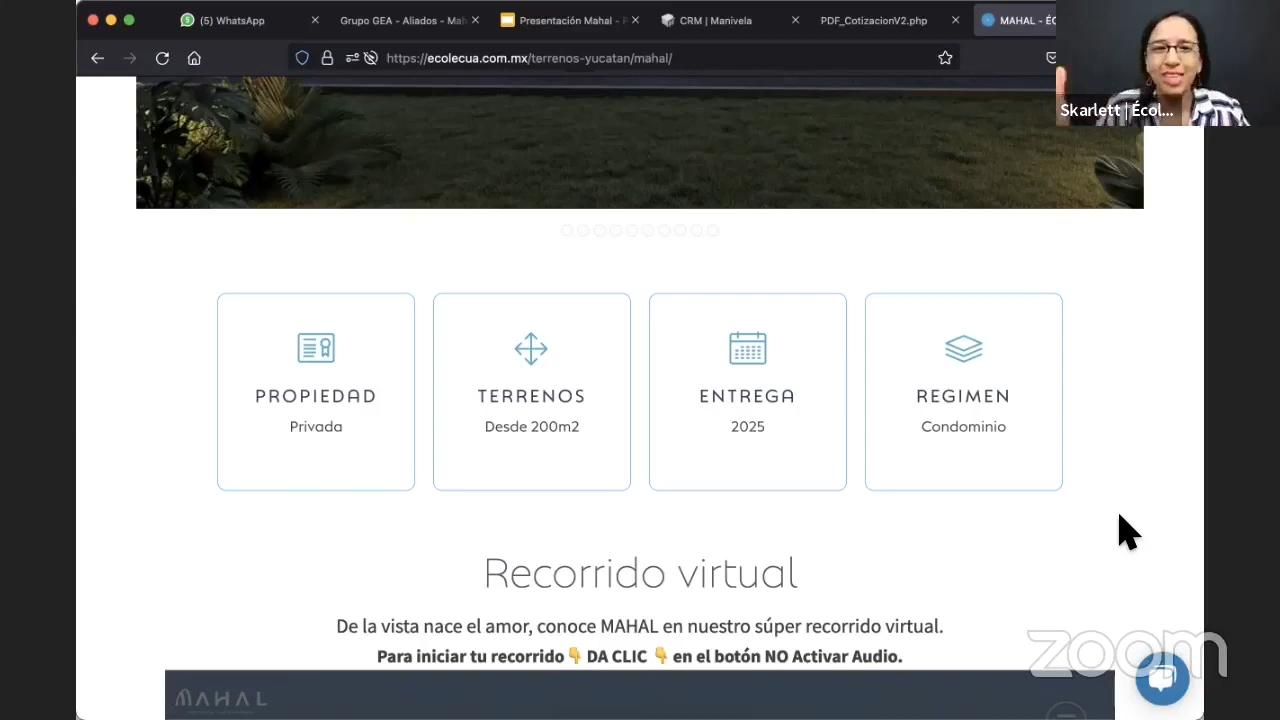 (5) WhatsApp
Grupo GEA - Aliados - Mah
Presentación Mahal -
CRM | Manivela
PDF_CotizacionV2.php
MAHAL - ÉC
https://ecolecua.com.mx/terrenos-yucatan/mahal/
Skarlett | Écol...
PROPIEDAD
Privada
TERRENOS
Desde 200m2
ENTREGA
2025
REGIMEN
Condominio
Recorrido virtual
De la vista nace el amor, conoce MAHAL en nuestro súper recorrido virtual.
Para iniciar tu recorrido👇 DA CLIC 👇 en el botón NO Activar Audio.
zoom
MAHAL